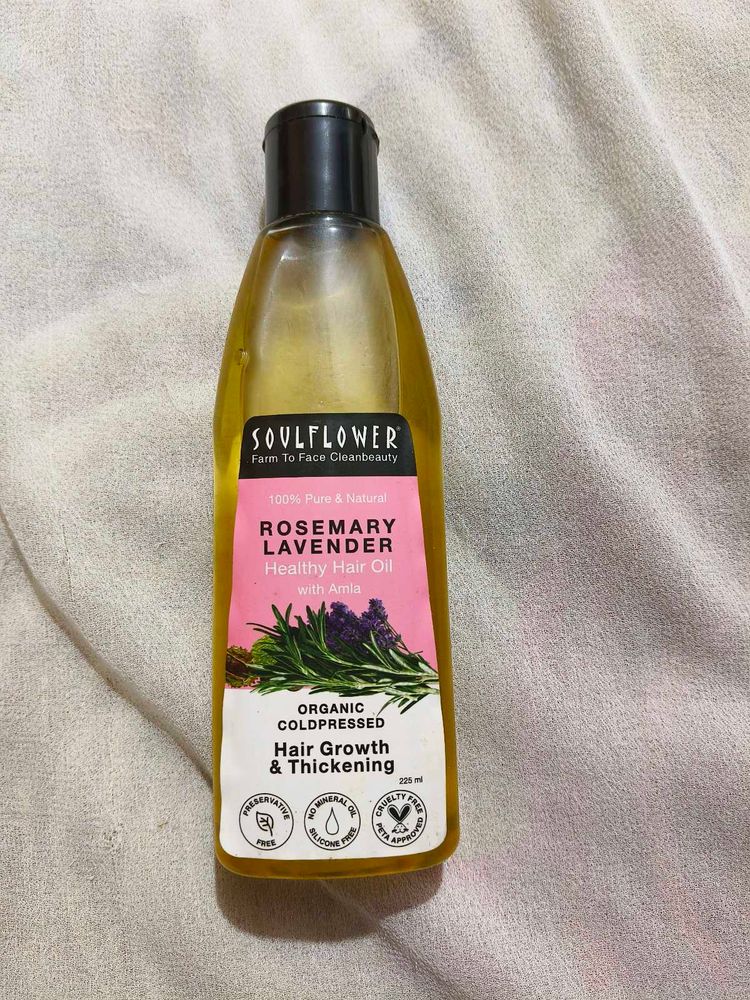 SOULFLOWER®
Farm To Face Cleanbeauty
100% Pure & Natural
ROSEMARY
LAVENDER
Healthy Hair Oil
with Amla
ORGANIC
COLDPRESSED
Hair Growth
& Thickening
225 ml
PRESERVATIVE
FREE
NO MINERAL OIL
SILICONE FREE
CRUELTY FREE
PETA APPROVED